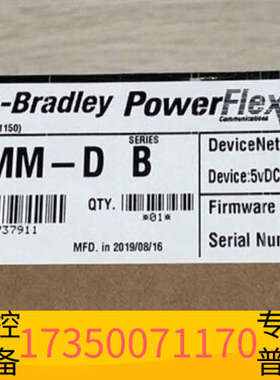 -Bradley PowerFlex
Communications
1150)
MM-D
SERIES
B
DeviceNet
Device:5vDC
37911
QTY.
*01*
Firmware
MFD. in 2019/08/16
Serial Num
控 专
备 17350071170